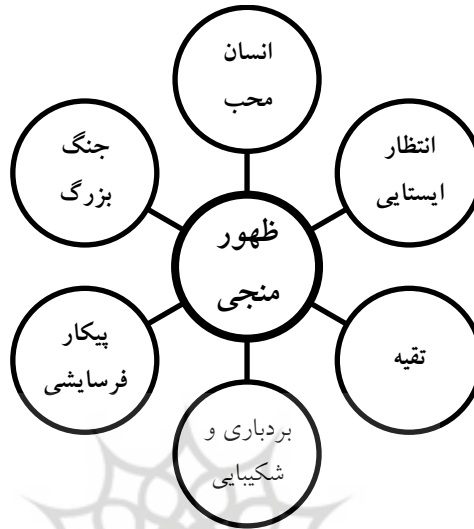 انسان
محب
انتظار
ایستایی
تقیه
بردباری و
شکیبایی
پیکار
فرسایشی
جنگ
بزرگ
ظهور
منجی